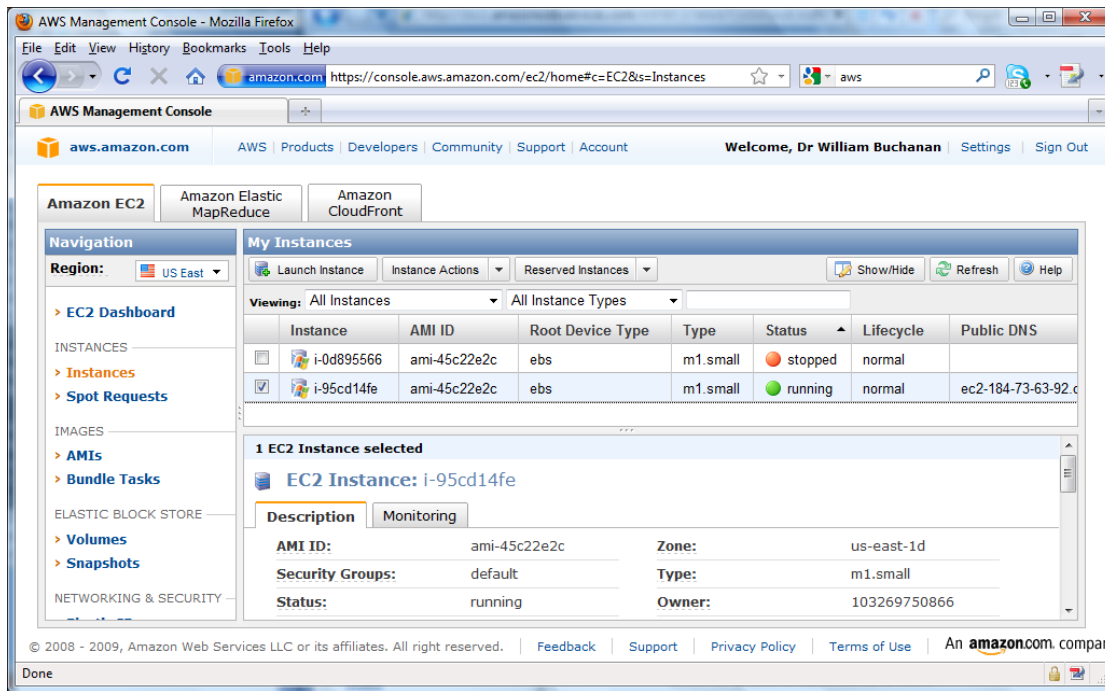 AWS Management Console - Mozilla Firefox
File Edit View History Bookmarks Tools Help
amazon.com https://console.aws.amazon.com/ec2/home#c=EC2&s=Instances aws
AWS Management Console
aws.amazon.com AWS | Products | Developers | Community | Support | Account Welcome, Dr William Buchanan | Settings | Sign Out
Amazon EC2 Amazon Elastic MapReduce Amazon CloudFront
Navigation
Region: US East
> EC2 Dashboard
INSTANCES
> Instances
> Spot Requests
IMAGES
> AMIs
> Bundle Tasks
ELASTIC BLOCK STORE
> Volumes
> Snapshots
NETWORKING & SECURITY
My Instances
Launch Instance Instance Actions Reserved Instances Show/Hide Refresh Help
Viewing: All Instances All Instance Types
Instance AMI ID Root Device Type Type Status Lifecycle Public DNS
i-0d895566 ami-45c22e2c ebs m1.small stopped normal
i-95cd14fe ami-45c22e2c ebs m1.small running normal ec2-184-73-63-92.c
1 EC2 Instance selected
EC2 Instance: i-95cd14fe
Description Monitoring
AMI ID: ami-45c22e2c Zone: us-east-1d
Security Groups: default Type: m1.small
Status: running Owner: 103269750866
© 2008 - 2009, Amazon Web Services LLC or its affiliates. All right reserved. | Feedback | Support | Privacy Policy | Terms of Use | An amazon.com. compan
Done